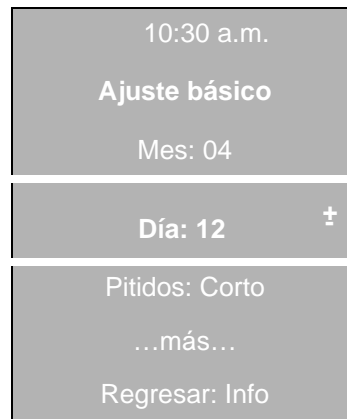 10:30 a.m.
Ajuste básico
Mes: 04
Día: 12 ±
Pitidos: Corto
…más…
Regresar: Info